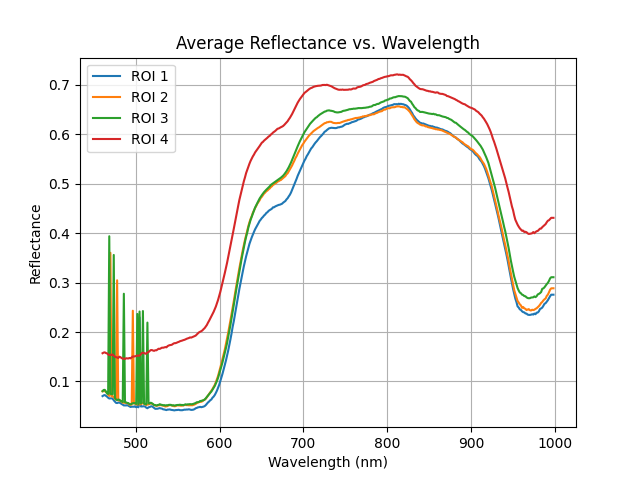 Average Reflectance vs. Wavelength
ROI 1
ROI 2
ROI 3
ROI 4
Reflectance
0.7
0.6
0.5
0.4
0.3
0.2
0.1
500 600 700 800 900 1000
Wavelength (nm)